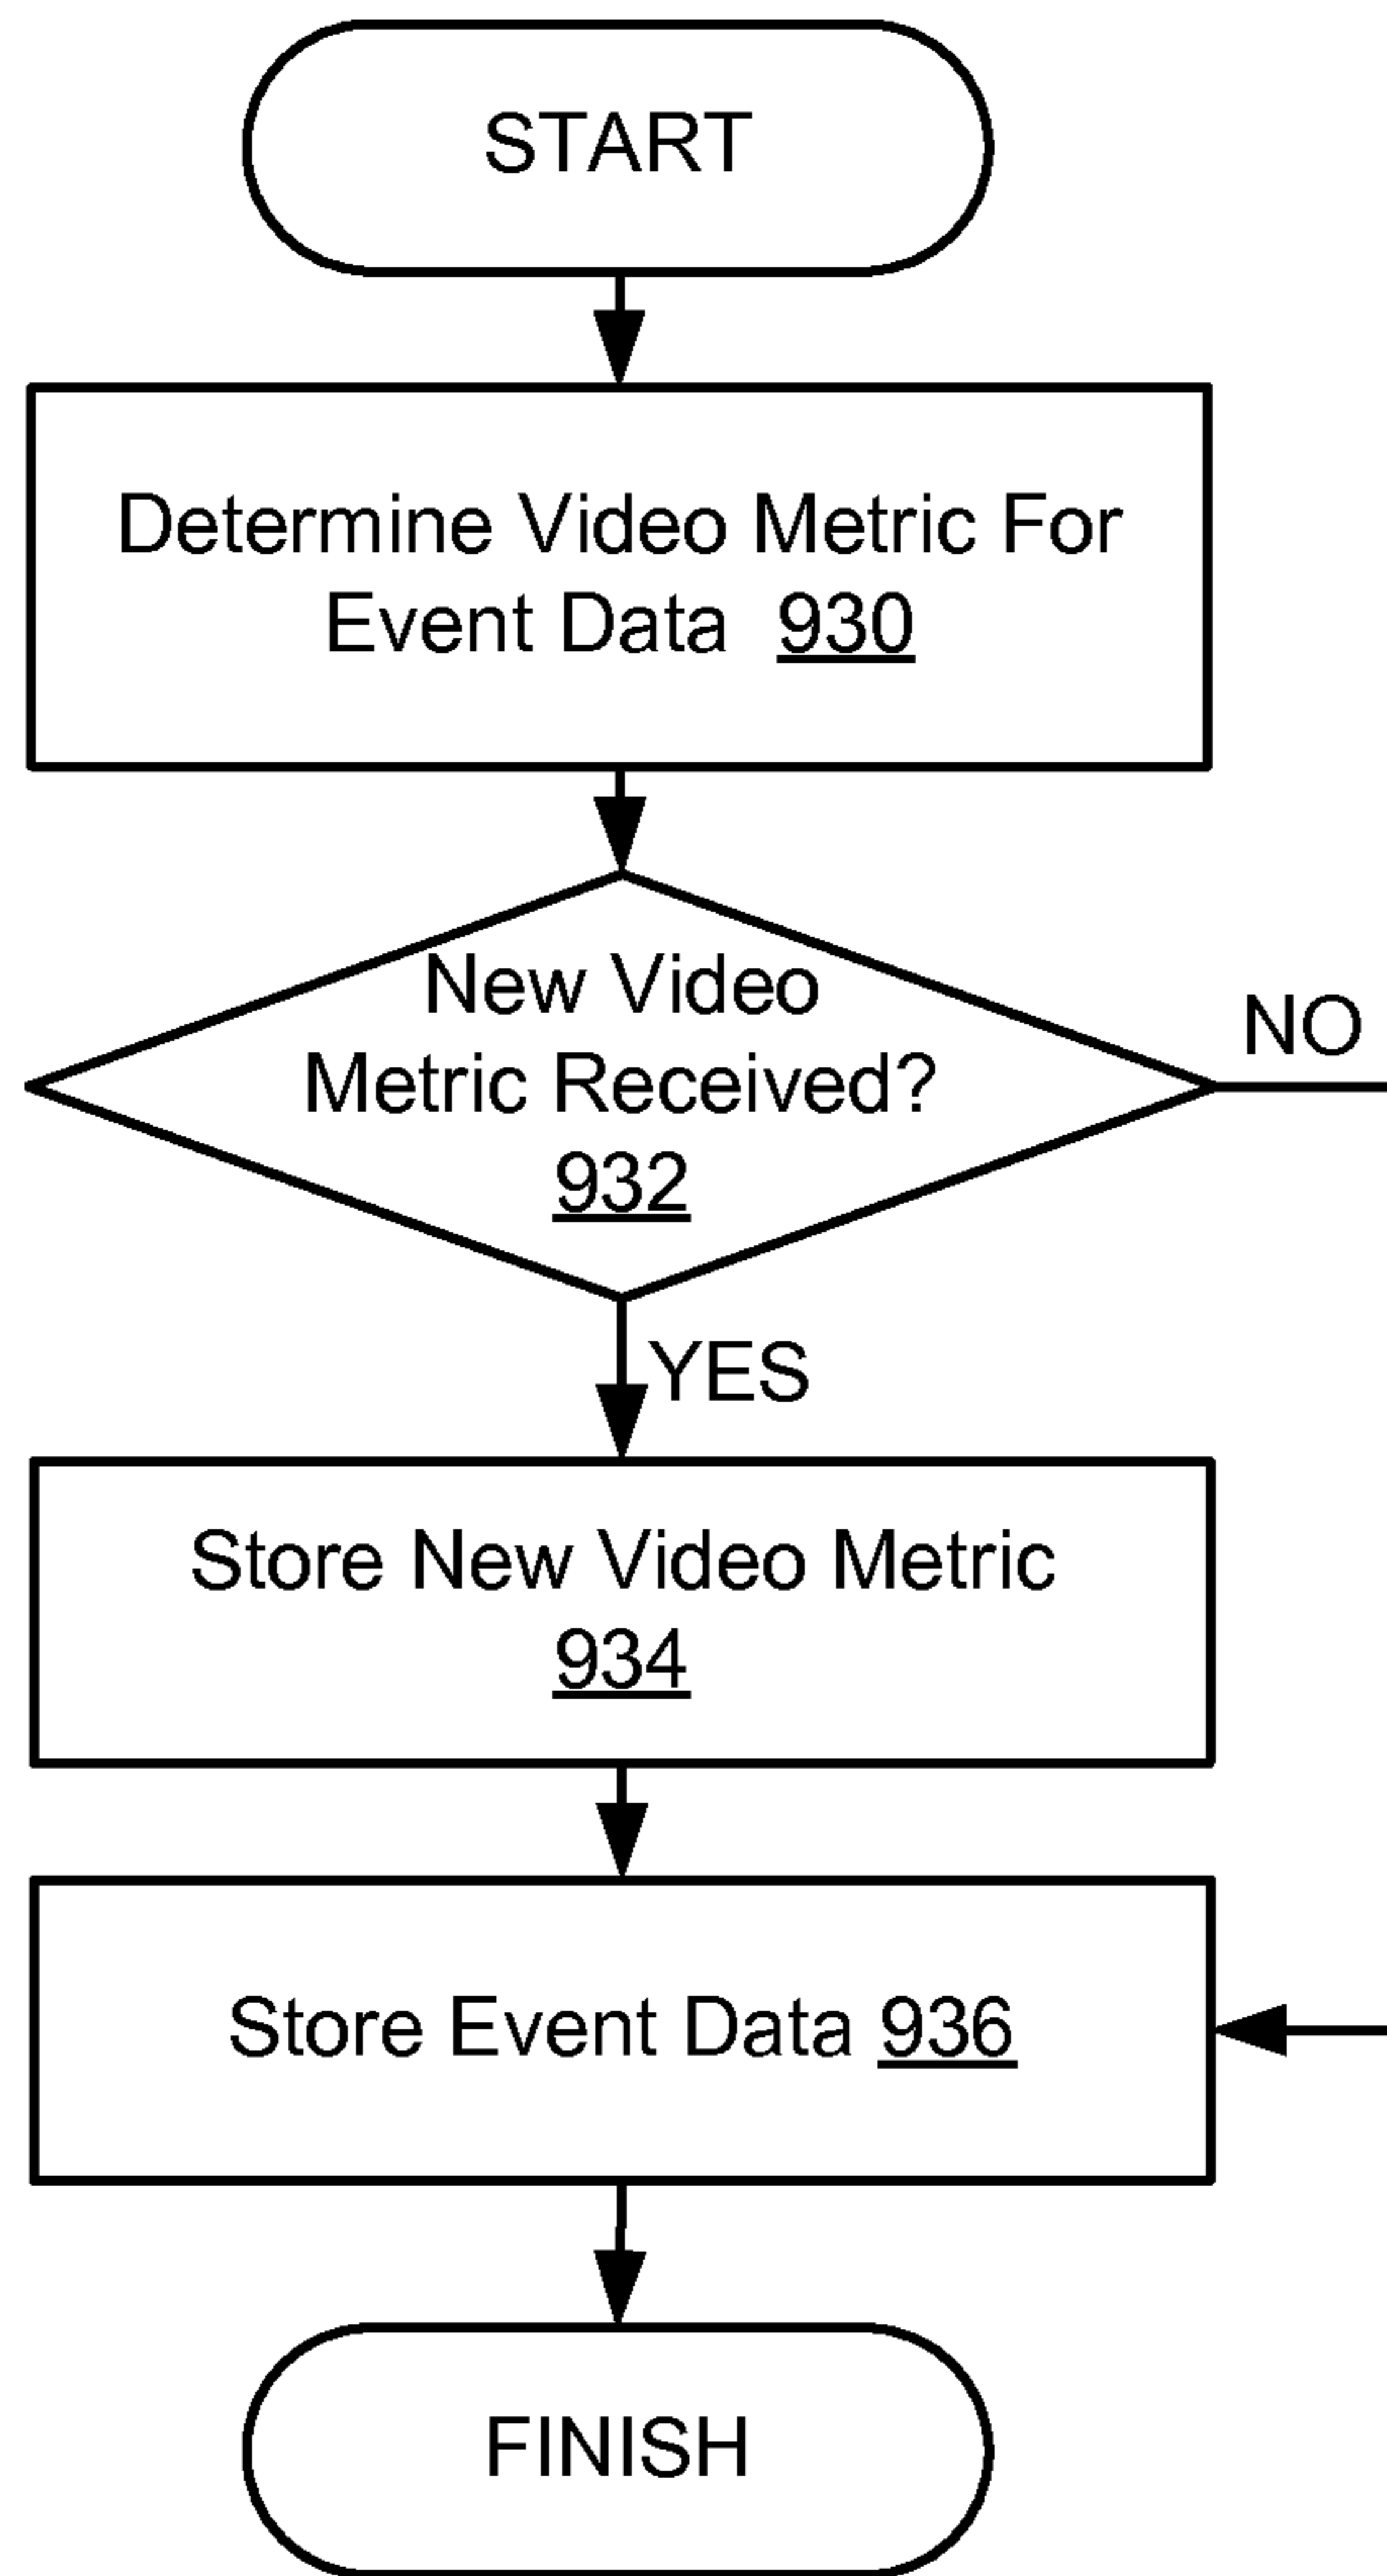 START
Determine Video Metric For
Event Data 930
New Video
Metric Received?
932
NO
YES
Store New Video Metric
934
Store Event Data 936
FINISH